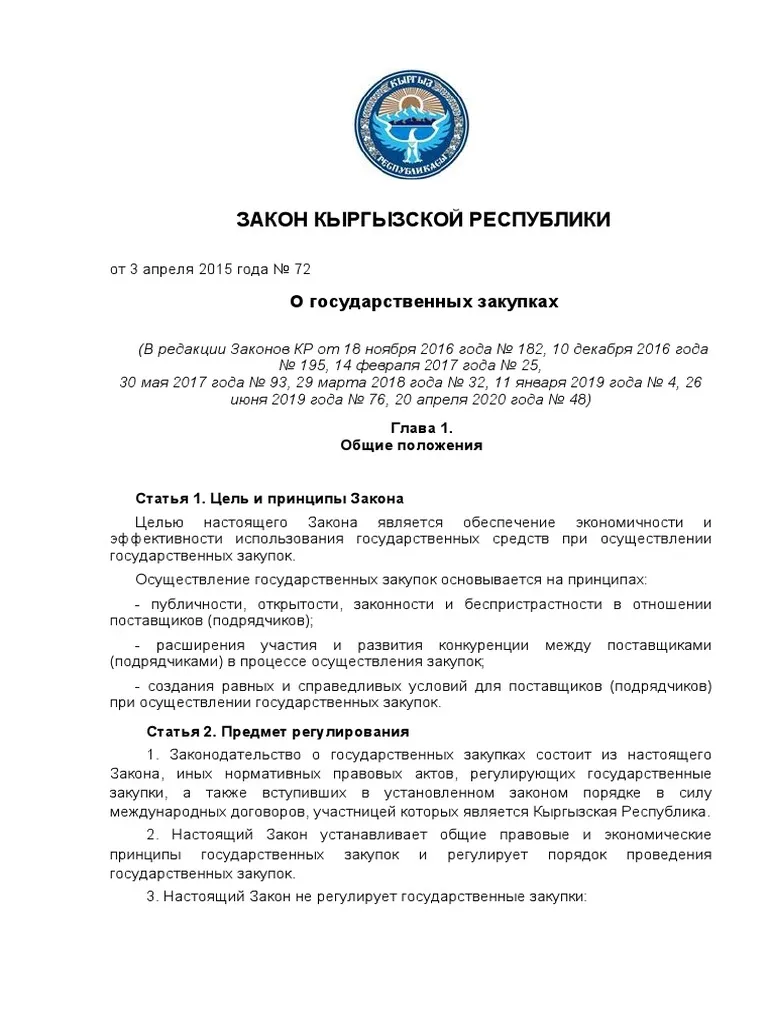 КЫРГЫЗ
РЕСПУБЛИКАСЫ
ЗАКОН КЫРГЫЗСКОЙ РЕСПУБЛИКИ
от 3 апреля 2015 года № 72
О государственных закупках
(В редакции Законов КР от 18 ноября 2016 года № 182, 10 декабря 2016 года
№ 195, 14 февраля 2017 года № 25,
30 мая 2017 года № 93, 29 марта 2018 года № 32, 11 января 2019 года № 4, 26
июня 2019 года № 76, 20 апреля 2020 года № 48)
Глава 1.
Общие положения
Статья 1. Цель и принципы Закона
Целью настоящего Закона является обеспечение экономичности и
эффективности использования государственных средств при осуществлении
государственных закупок.
Осуществление государственных закупок основывается на принципах:
- публичности, открытости, законности и беспристрастности в отношении
поставщиков (подрядчиков);
- расширения участия и развития конкуренции между поставщиками
(подрядчиками) в процессе осуществления закупок;
- создания равных и справедливых условий для поставщиков (подрядчиков)
при осуществлении государственных закупок.
Статья 2. Предмет регулирования
1. Законодательство о государственных закупках состоит из настоящего
Закона, иных нормативных правовых актов, регулирующих государственные
закупки, а также вступивших в установленном законом порядке в силу
международных договоров, участницей которых является Кыргызская Республика.
2. Настоящий Закон устанавливает общие правовые и экономические
принципы государственных закупок и регулирует порядок проведения
государственных закупок.
3. Настоящий Закон не регулирует государственные закупки: